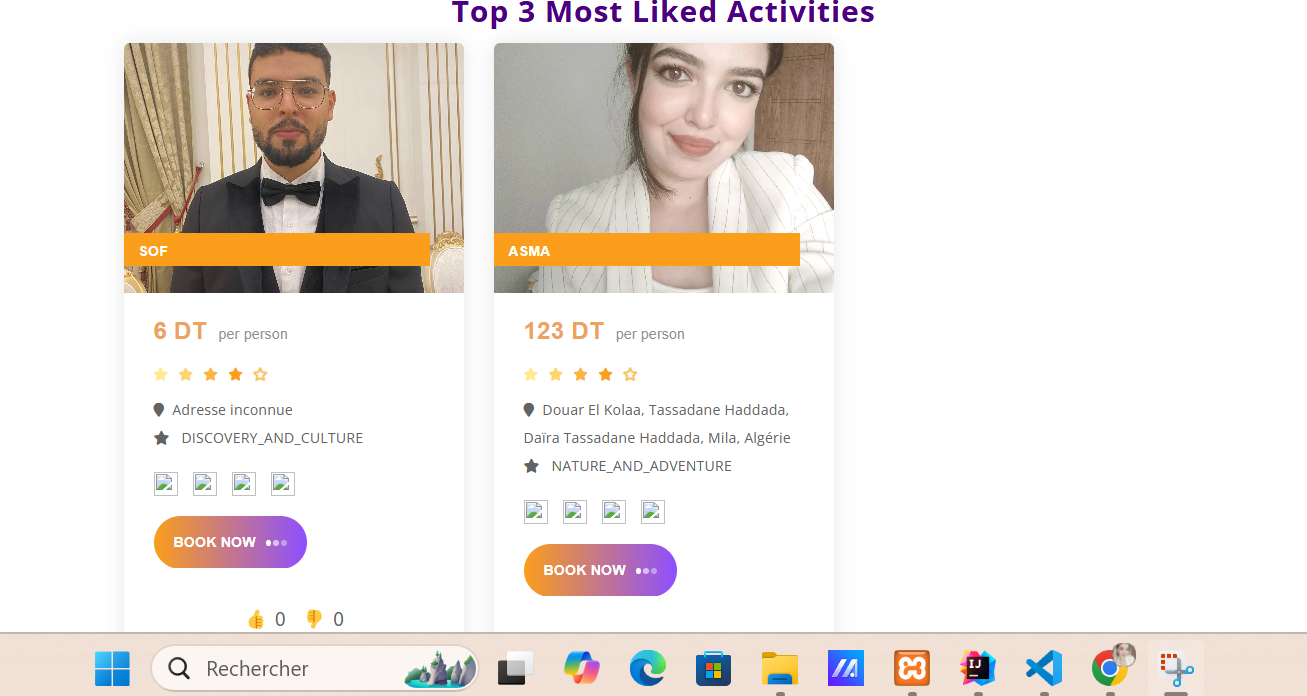 Top 3 Most Liked Activities
SOF
6 DT per person
Adresse inconnue
DISCOVERY_AND_CULTURE
BOOK NOW
👍 0 👎 0
ASMA
123 DT per person
Douar El Kolaa, Tassadane Haddada,
Daïra Tassadane Haddada, Mila, Algérie
NATURE_AND_ADVENTURE
BOOK NOW
Rechercher
IJ